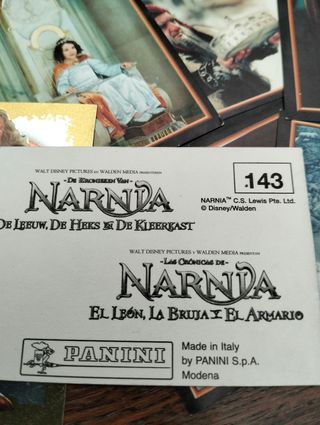 WALT DISNEY PICTURES EN WALDEN MEDIA PRESENTEREN
-DE KRONIEKEN VAN-
NARNIA
DE LEEUW, DE HEKS EN DE KLEERKAST
143
NARNIA™ C.S. Lewis Pte. Ltd.
© Disney/Walden
WALT DISNEY PICTURES Y WALDEN MEDIA PRESENTAN
-LAS CRÓNICAS DE-
NARNIA
EL LEÓN, LA BRUJA Y EL ARMARIO
PANINI
Made in Italy
by PANINI S.p.A.
Modena